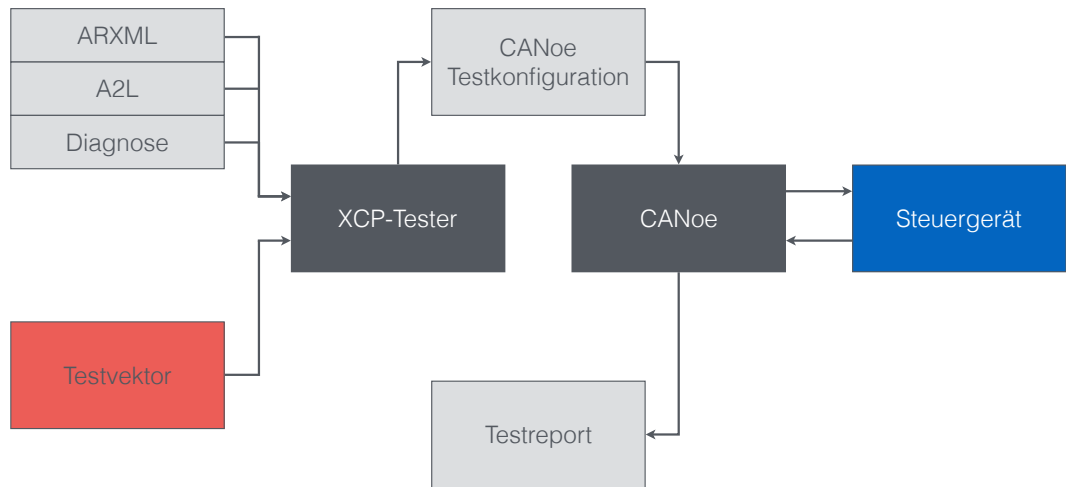 ARXML
A2L
Diagnose
CANoe
Testkonfiguration
XCP-Tester
CANoe
Steuergerät
Testvektor
Testreport